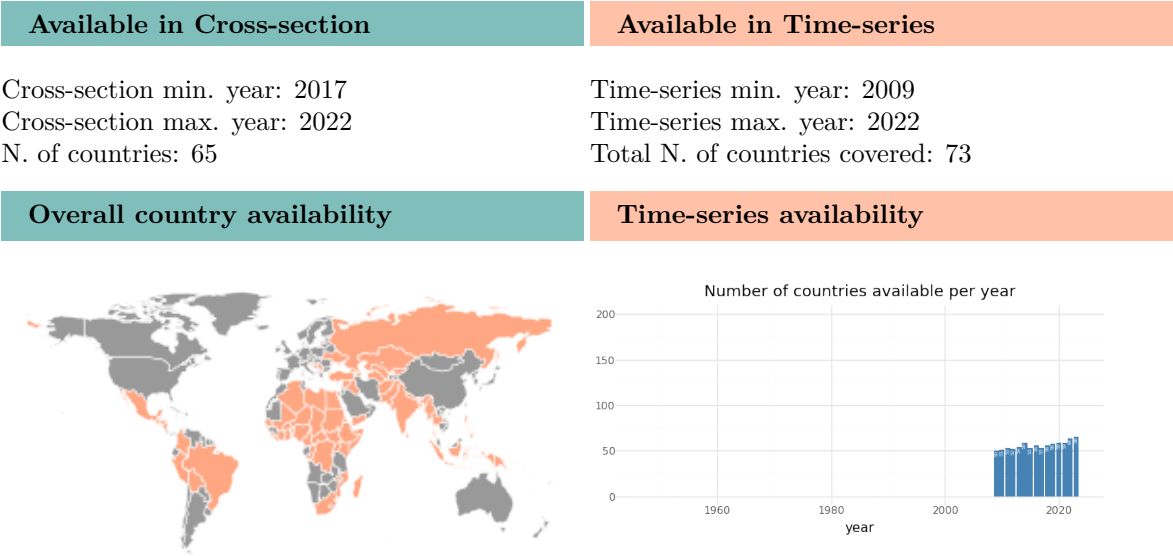 Available in Cross-section
Available in Time-series
Cross-section min. year: 2017
Cross-section max. year: 2022
N. of countries: 65
Time-series min. year: 2009
Time-series max. year: 2022
Total N. of countries covered: 73
Overall country availability
Time-series availability
Number of countries available per year
200
150
100
50
0
1960
1980
2000
2020
year